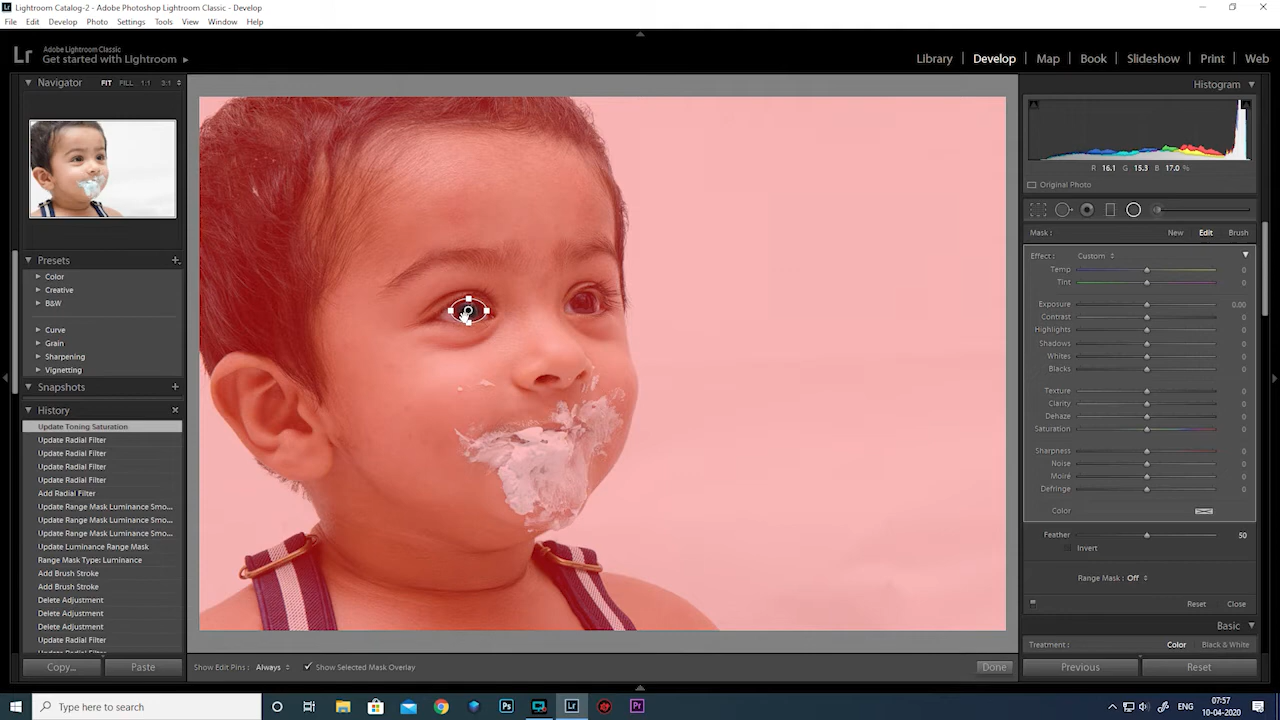 Lightroom Catalog-2 - Adobe Photoshop Lightroom Classic - Develop
File Edit Develop Photo Settings Tools View Window Help
Lr
Adobe Lightroom Classic
Get started with Lightroom
Library | Develop | Map | Book | Slideshow | Print | Web
Navigator FIT FILL 1:1 3:1
Presets
Color
Creative
B&W
Curve
Grain
Sharpening
Vignetting
Snapshots
History
Update Toning Saturation
Update Radial Filter
Update Radial Filter
Update Radial Filter
Update Radial Filter
Add Radial Filter
Update Range Mask Luminance Smo...
Update Range Mask Luminance Smo...
Update Range Mask Luminance Smo...
Update Luminance Range Mask
Range Mask Type: Luminance
Add Brush Stroke
Add Brush Stroke
Delete Adjustment
Delete Adjustment
Delete Adjustment
Update Radial Filter
Update Radial Filter
Copy... Paste
Show Edit Pins: Always Show Selected Mask Overlay Done
Histogram
R 16.1 G 15.3 B 17.0 %
Original Photo
Mask : New Edit Brush
Effect : Custom
Temp 0
Tint 0
Exposure 0.00
Contrast 0
Highlights 0
Shadows 0
Whites 0
Blacks 0
Texture 0
Clarity 0
Dehaze 0
Saturation 0
Sharpness 0
Noise 0
Moire 0
Defringe 0
Color
Feather 50
Invert
Range Mask : Off
Reset Close
Basic
Treatment : Color Black & White
Previous Reset
Type here to search
Ps Lr Pr
ENG
07:57
10-04-2020